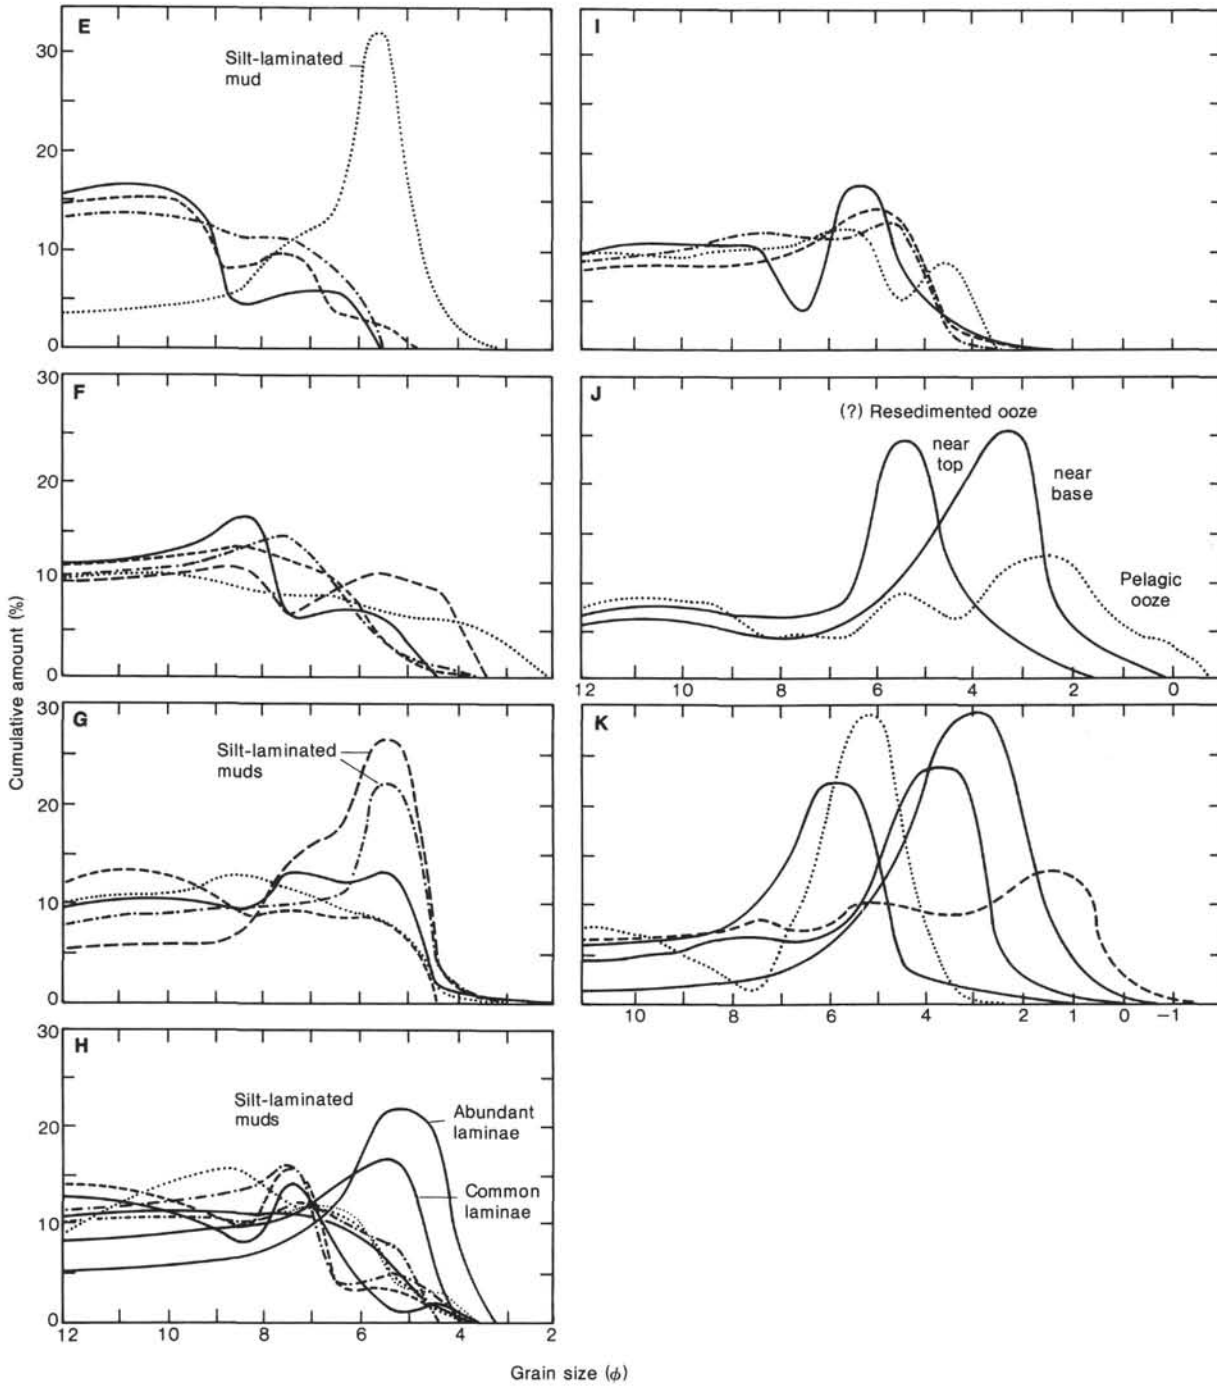 E
Silt-laminated
mud
30
20
10
0
I
F
30
20
10
0
J
(?) Resedimented ooze
near
top
near
base
Pelagic
ooze
12
10
8
6
4
2
0
G
Silt-laminated
muds
30
20
10
0
K
10
8
6
4
2
1
0
−1
H
Silt-laminated
muds
Abundant
laminae
Common
laminae
30
20
10
0
12
10
8
6
4
2
Cumulative amount (%)
Grain size (ϕ)